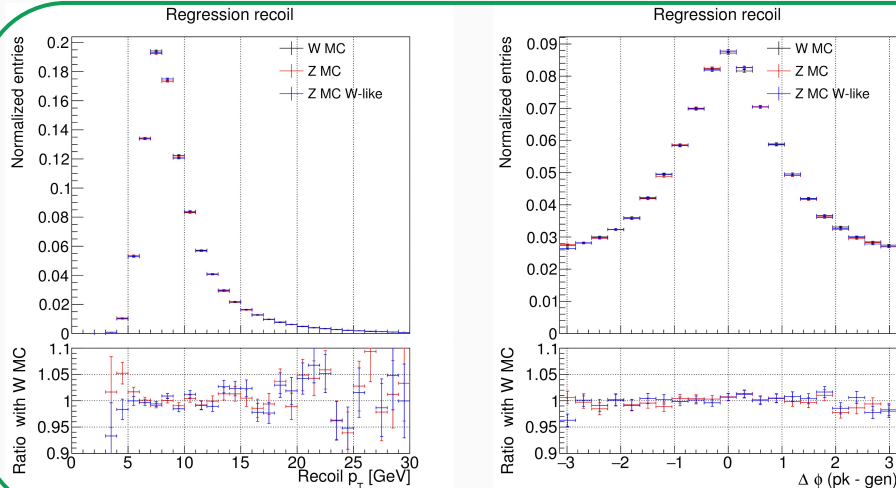 Regression recoil
Normalized entries
0.2
0.18
0.16
0.14
0.12
0.1
0.08
0.06
0.04
0.02
0
W MC
Z MC
Z MC W-like
Ratio with W MC
1.1
1.05
1
0.95
0.9
0 5 10 15 20 25 30
Recoil pT [GeV]
Regression recoil
Normalized entries
0.09
0.08
0.07
0.06
0.05
0.04
0.03
0.02
0.01
0
W MC
Z MC
Z MC W-like
Ratio with W MC
1.1
1.05
1
0.95
0.9
−3 −2 −1 0 1 2 3
Δ ϕ (pk - gen)